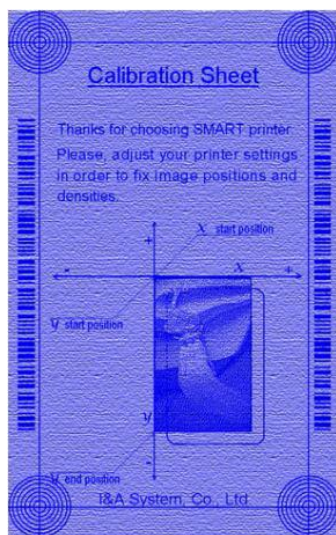 Calibration Sheet
Thanks for choosing SMART printer.
Please, adjust your printer settings
in order to fix image positions and
densities.
X start position
+
-
X
+
y start position
y
-
y end position
I&A System, Co., Ltd